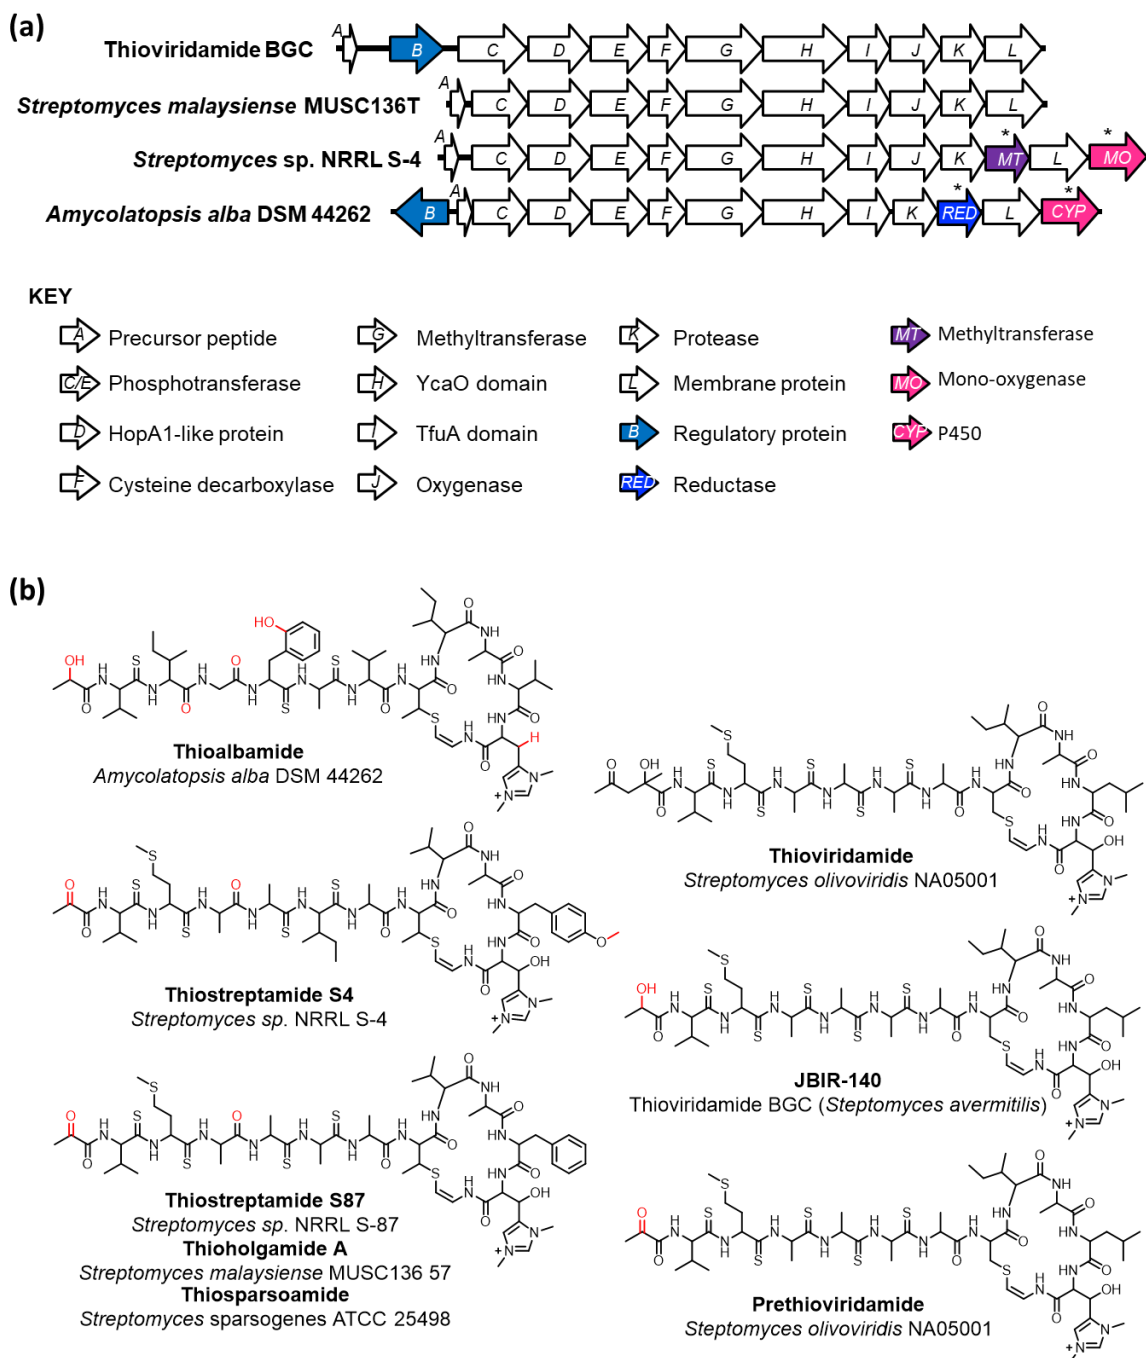 (a)
Thioviridamide BGC
A B C D E F G H I J K L
Streptomyces malaysiense MUSC136T
A C D E F G H I J K L
Streptomyces sp. NRRL S-4
A C D E F G H I J K * MT L * MO
Amycolatopsis alba DSM 44262
B A C D E F G H I K * RED L * CYP
KEY
A Precursor peptide
G Methyltransferase
K Protease
MT Methyltransferase
C/E Phosphotransferase
H YcaO domain
L Membrane protein
MO Mono-oxygenase
D HopA1-like protein
I TfuA domain
B Regulatory protein
CYP P450
F Cysteine decarboxylase
J Oxygenase
RED Reductase
(b)
Thioalbamide
Amycolatopsis alba DSM 44262
Thiostreptamide S4
Streptomyces sp. NRRL S-4
Thiostreptamide S87
Streptomyces sp. NRRL S-87
Thioholgamide A
Streptomyces malaysiense MUSC136 57
Thiosparsoamide
Streptomyces sparsogenes ATCC 25498
Thioviridamide
Streptomyces olivoviridis NA05001
JBIR-140
Thioviridamide BGC (Steptomyces avermitilis)
Prethioviridamide
Steptomyces olivoviridis NA05001